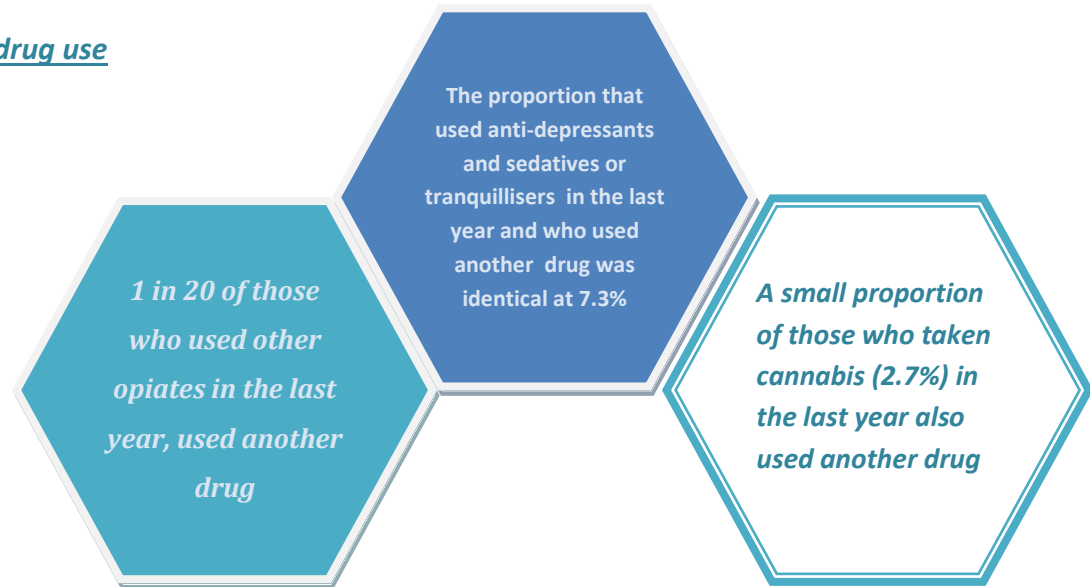 drug use
The proportion that
used anti-depressants
and sedatives or
tranquillisers in the last
year and who used
another drug was
identical at 7.3%
1 in 20 of those
who used other
opiates in the last
year, used another
drug
A small proportion
of those who taken
cannabis (2.7%) in
the last year also
used another drug